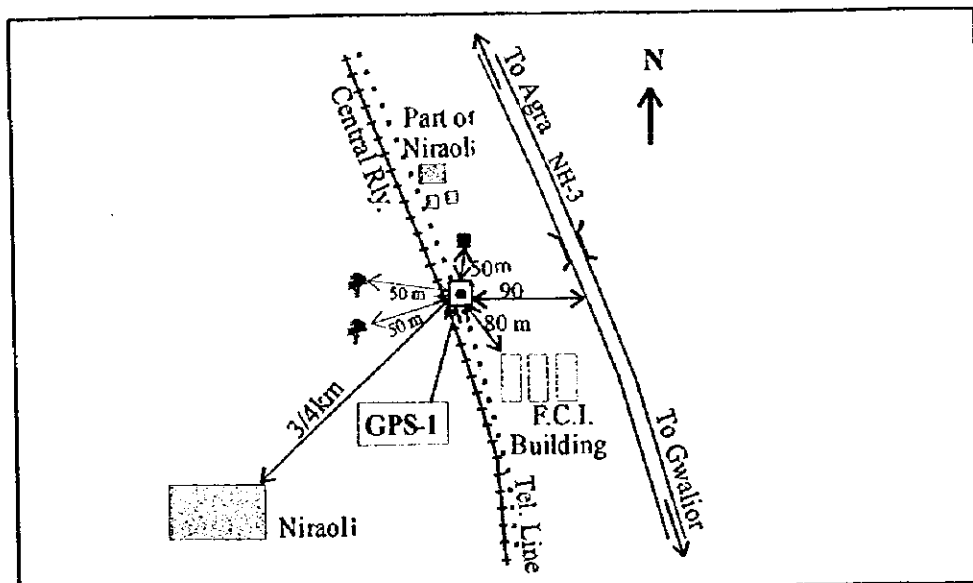 To Agra
N
Central Rly.
Part of
Niraoli
NH-3
50m
50 m
90
50 m
80 m
3/4km
GPS-1
F.C.I.
Building
To Gwalior
Niraoli
Tel. Line